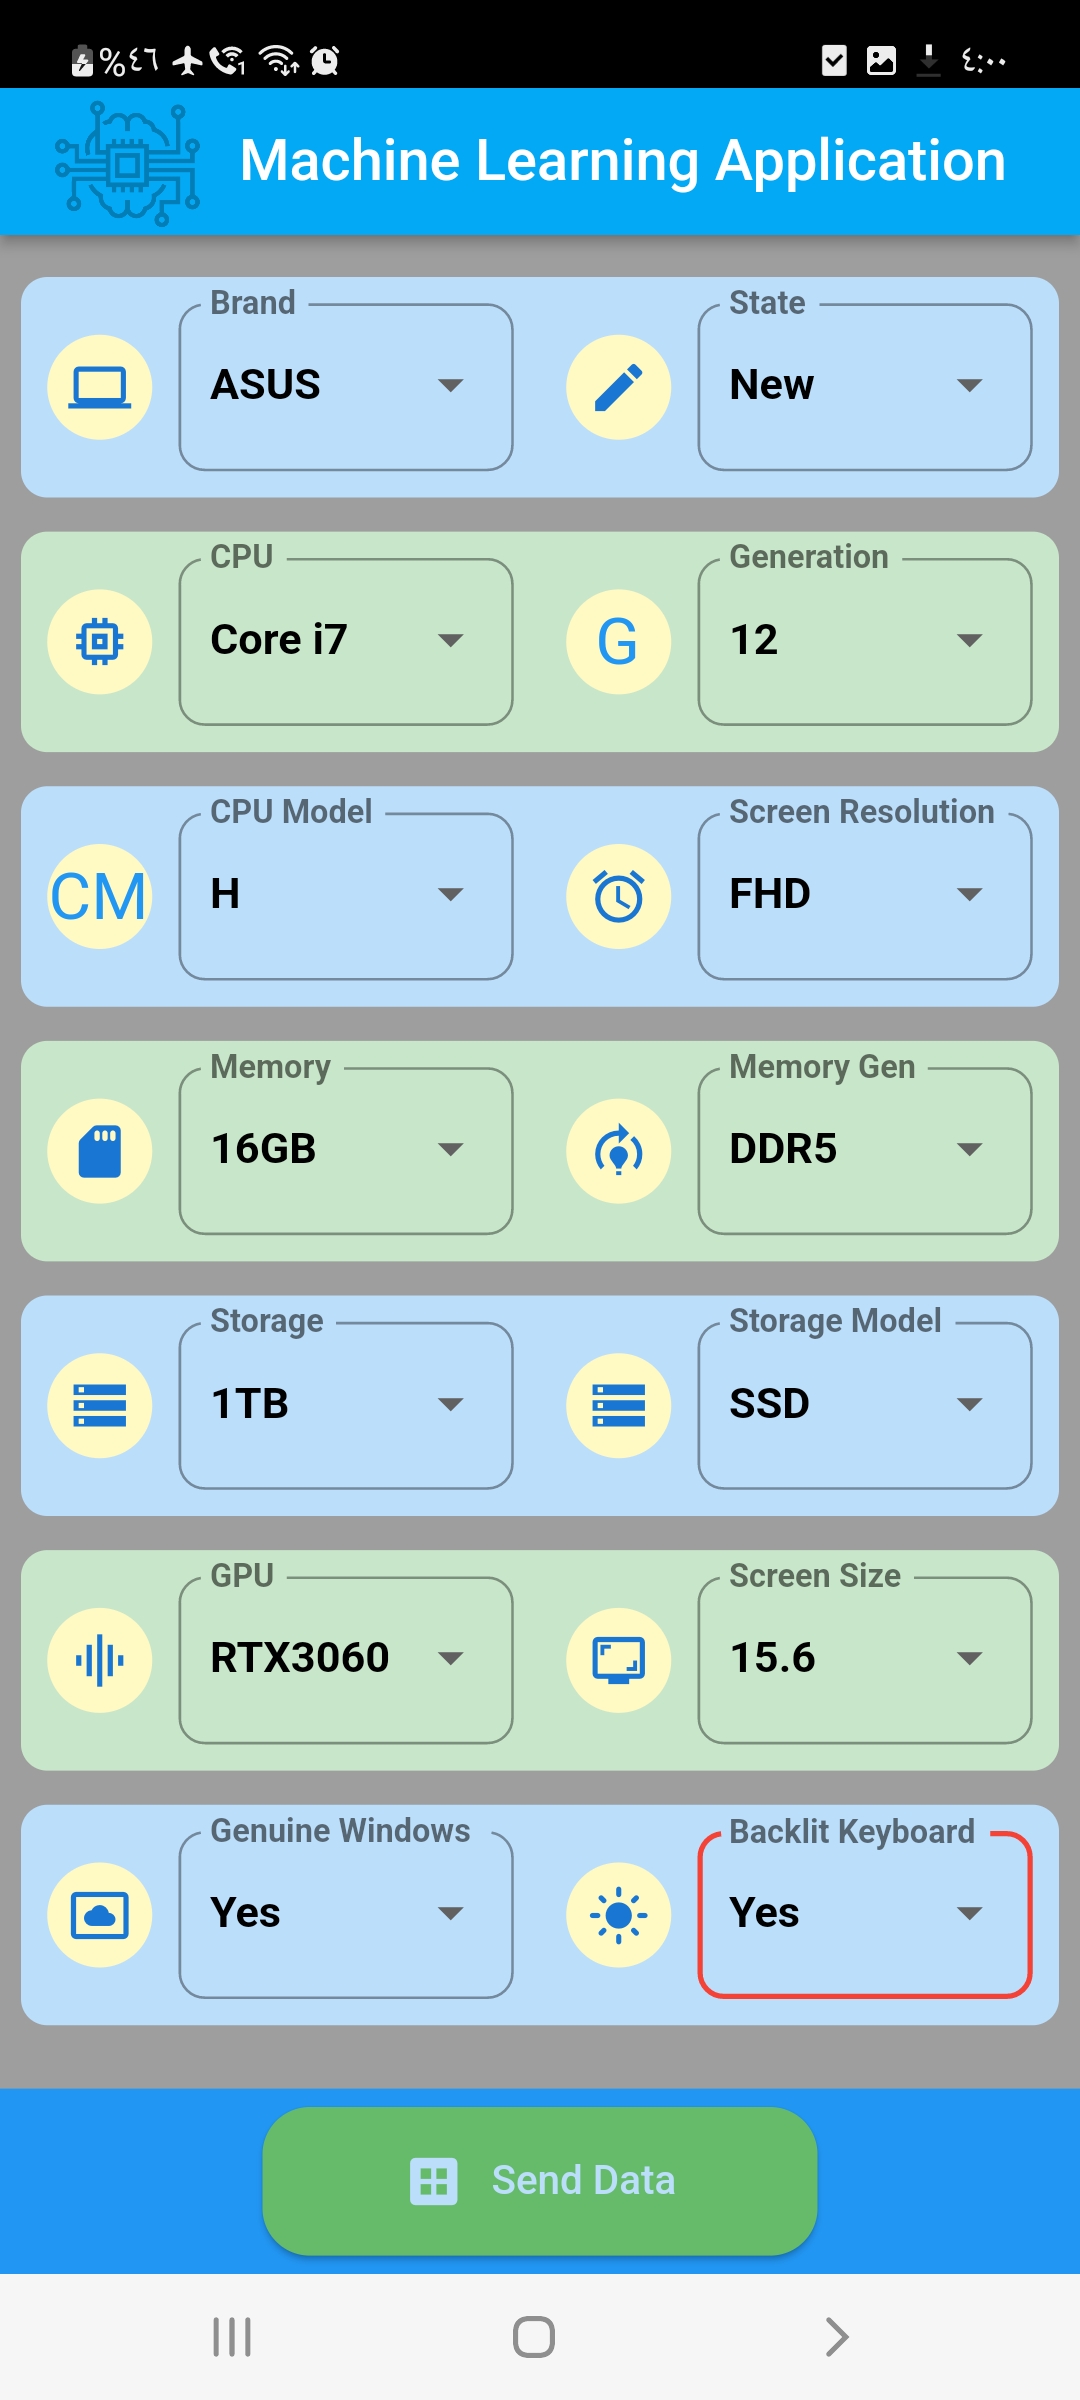 %٤٦ 1 ٤:٠٠
Machine Learning Application
Brand State
ASUS New
CPU Generation
Core i7 G 12
CPU Model Screen Resolution
CM H FHD
Memory Memory Gen
16GB DDR5
Storage Storage Model
1TB SSD
GPU Screen Size
RTX3060 15.6
Genuine Windows Backlit Keyboard
Yes Yes
Send Data